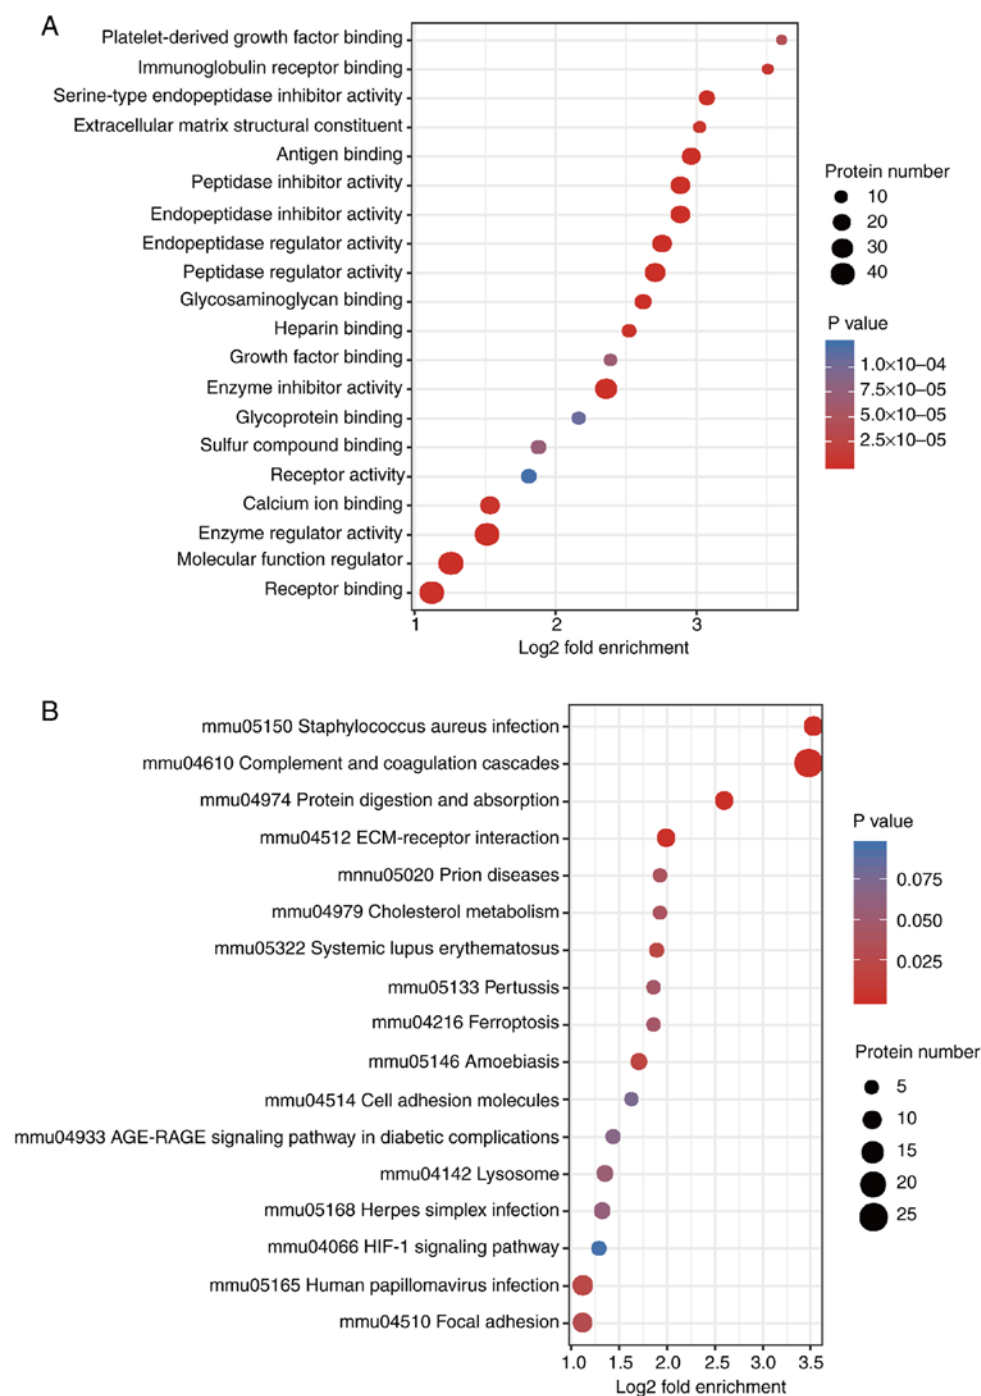 A
Platelet-derived growth factor binding
Immunoglobulin receptor binding
Serine-type endopeptidase inhibitor activity
Extracellular matrix structural constituent
Antigen binding
Peptidase inhibitor activity
Endopeptidase inhibitor activity
Endopeptidase regulator activity
Peptidase regulator activity
Glycosaminoglycan binding
Heparin binding
Growth factor binding
Enzyme inhibitor activity
Glycoprotein binding
Sulfur compound binding
Receptor activity
Calcium ion binding
Enzyme regulator activity
Molecular function regulator
Receptor binding
1 2 3
Log2 fold enrichment
Protein number
10
20
30
40
P value
1.0×10–04
7.5×10–05
5.0×10–05
2.5×10–05
B
mmu05150 Staphylococcus aureus infection
mmu04610 Complement and coagulation cascades
mmu04974 Protein digestion and absorption
mmu04512 ECM-receptor interaction
mnnu05020 Prion diseases
mmu04979 Cholesterol metabolism
mmu05322 Systemic lupus erythematosus
mmu05133 Pertussis
mmu04216 Ferroptosis
mmu05146 Amoebiasis
mmu04514 Cell adhesion molecules
mmu04933 AGE-RAGE signaling pathway in diabetic complications
mmu04142 Lysosome
mmu05168 Herpes simplex infection
mmu04066 HIF-1 signaling pathway
mmu05165 Human papillomavirus infection
mmu04510 Focal adhesion
1.0 1.5 2.0 2.5 3.0 3.5
Log2 fold enrichment
P value
0.075
0.050
0.025
Protein number
5
10
15
20
25